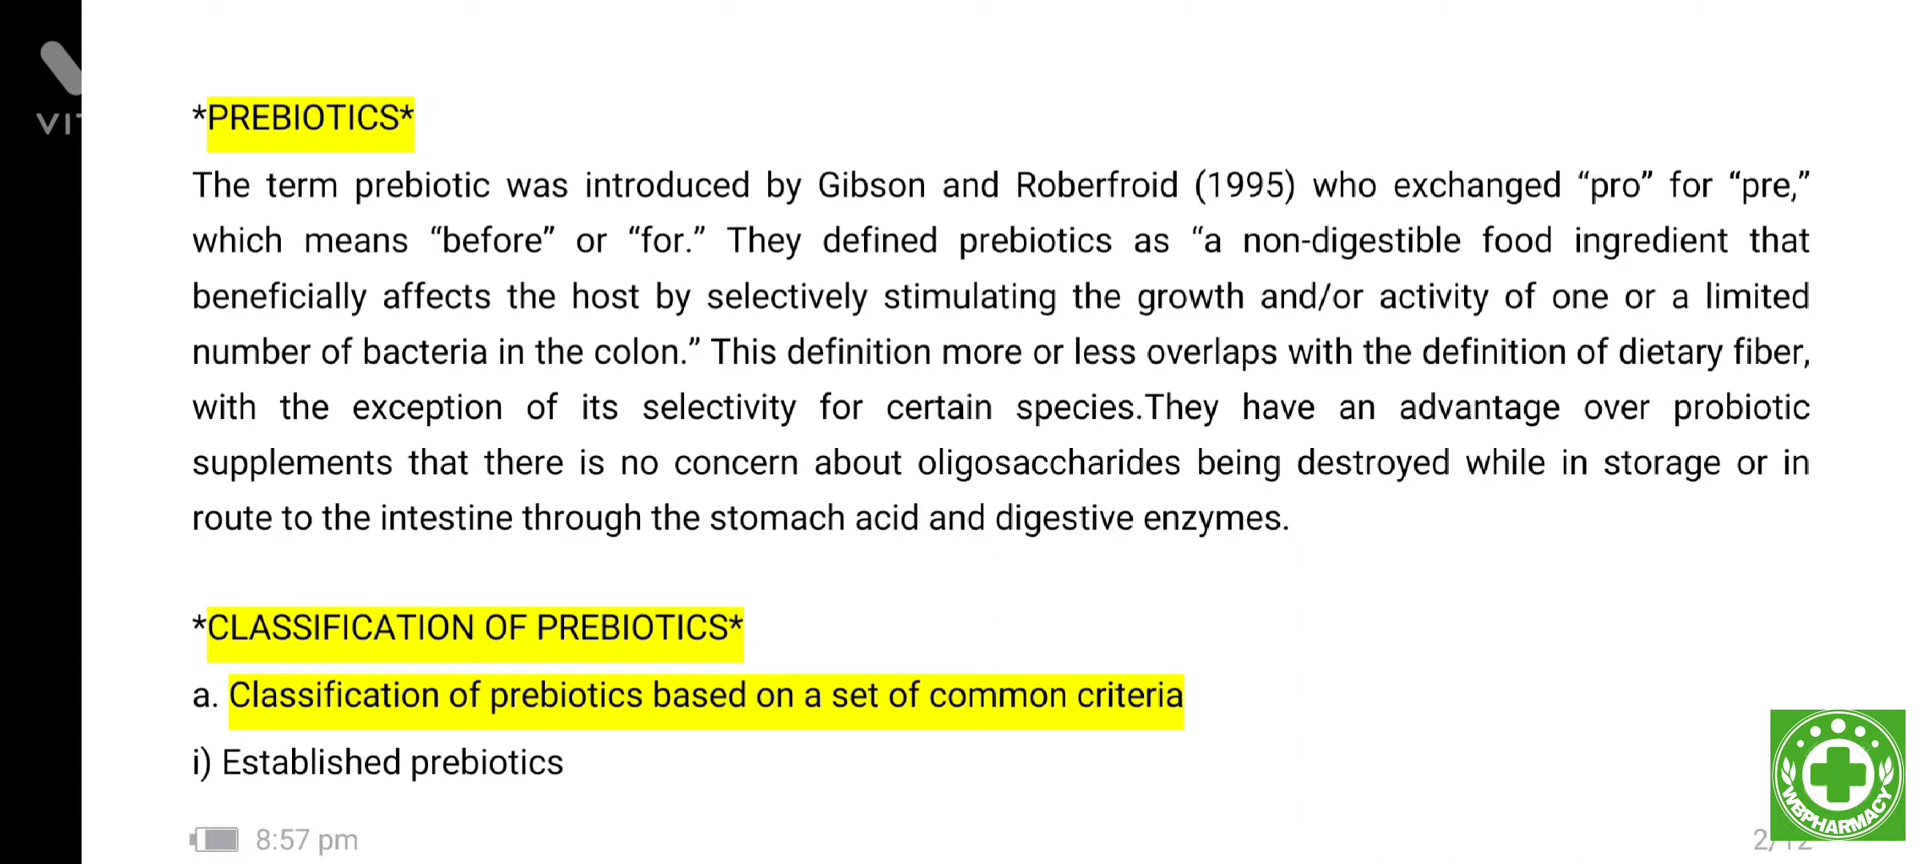 VIT
*PREBIOTICS*
The term prebiotic was introduced by Gibson and Roberfroid (1995) who exchanged “pro” for “pre,”
which means “before” or “for.” They defined prebiotics as “a non-digestible food ingredient that
beneficially affects the host by selectively stimulating the growth and/or activity of one or a limited
number of bacteria in the colon.” This definition more or less overlaps with the definition of dietary fiber,
with the exception of its selectivity for certain species.They have an advantage over probiotic
supplements that there is no concern about oligosaccharides being destroyed while in storage or in
route to the intestine through the stomach acid and digestive enzymes.
*CLASSIFICATION OF PREBIOTICS*
a. Classification of prebiotics based on a set of common criteria
i) Established prebiotics
WBPHARMACY
8:57 pm
2/12